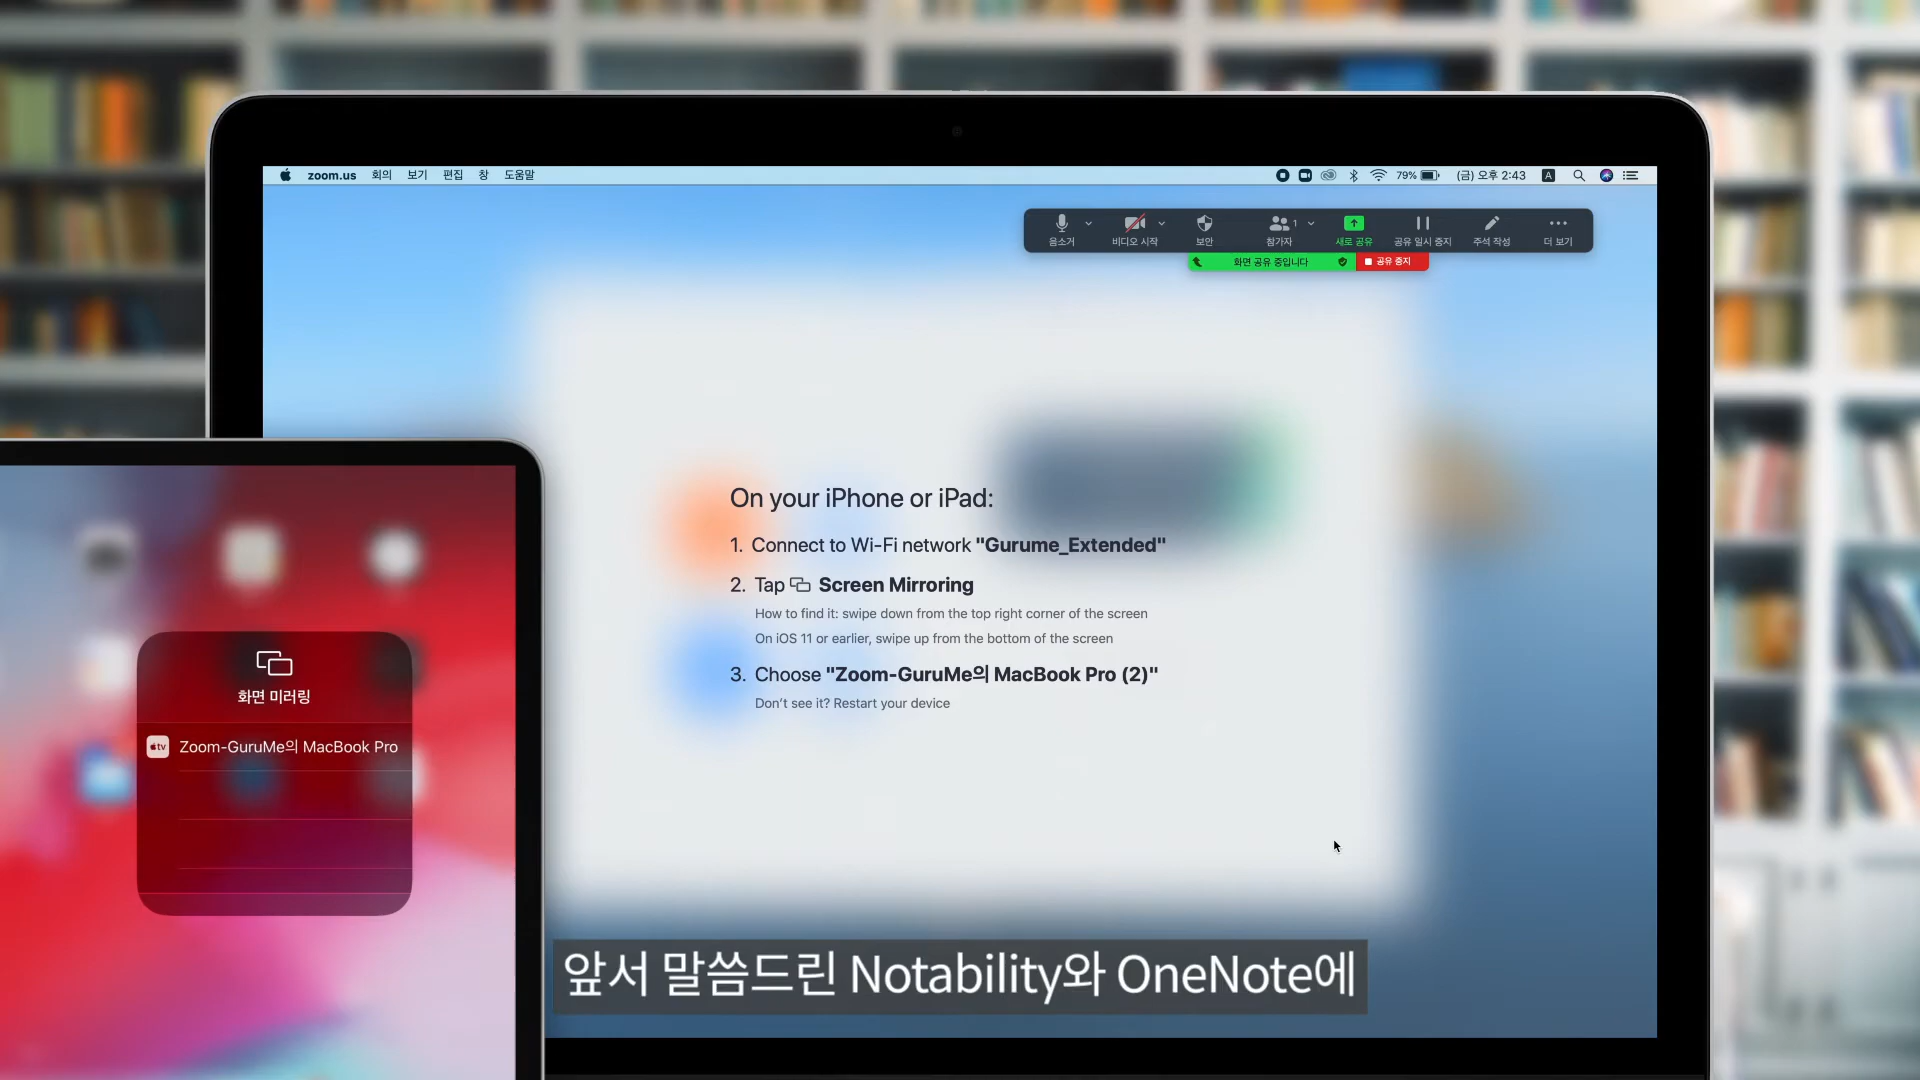 zoom.us 회의 보기 편집 창 도움말
79% (금) 오후 2:43 A
음소거 비디오 시작 보안 참가자 1 새로 공유 공유 일시 중지 주석 작성 더 보기
화면 공유 중입니다 공유 중지
On your iPhone or iPad:
1. Connect to Wi-Fi network "Gurume_Extended"
2. Tap Screen Mirroring
How to find it: swipe down from the top right corner of the screen
On iOS 11 or earlier, swipe up from the bottom of the screen
3. Choose "Zoom-GuruMe의 MacBook Pro (2)"
Don't see it? Restart your device
화면 미러링
tv Zoom-GuruMe의 MacBook Pro
앞서 말씀드린 Notability와 OneNote에